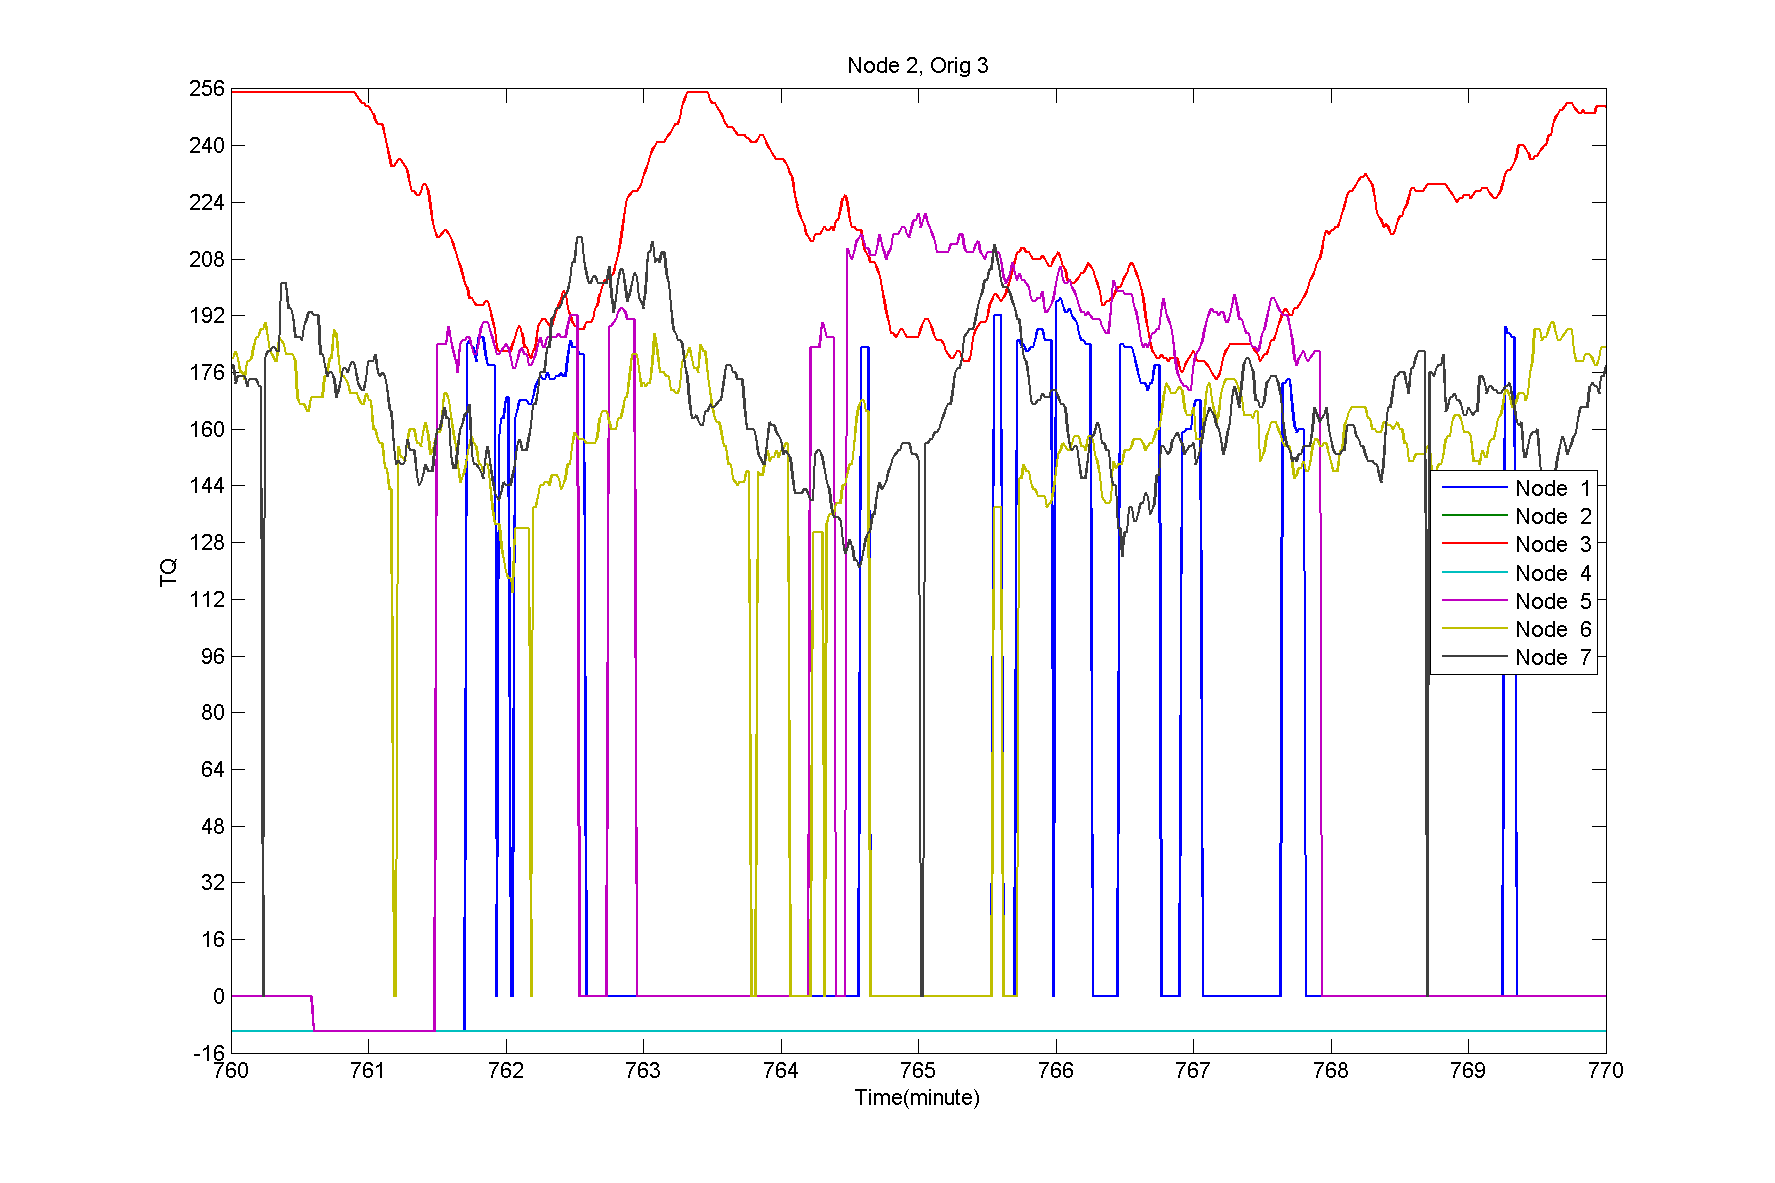 Node 2, Orig 3
256
240
224
208
192
176
160
144
128
112
96
80
64
48
32
16
0
-16
TQ
Node 1
Node 2
Node 3
Node 4
Node 5
Node 6
Node 7
760 761 762 763 764 765 766 767 768 769 770
Time(minute)